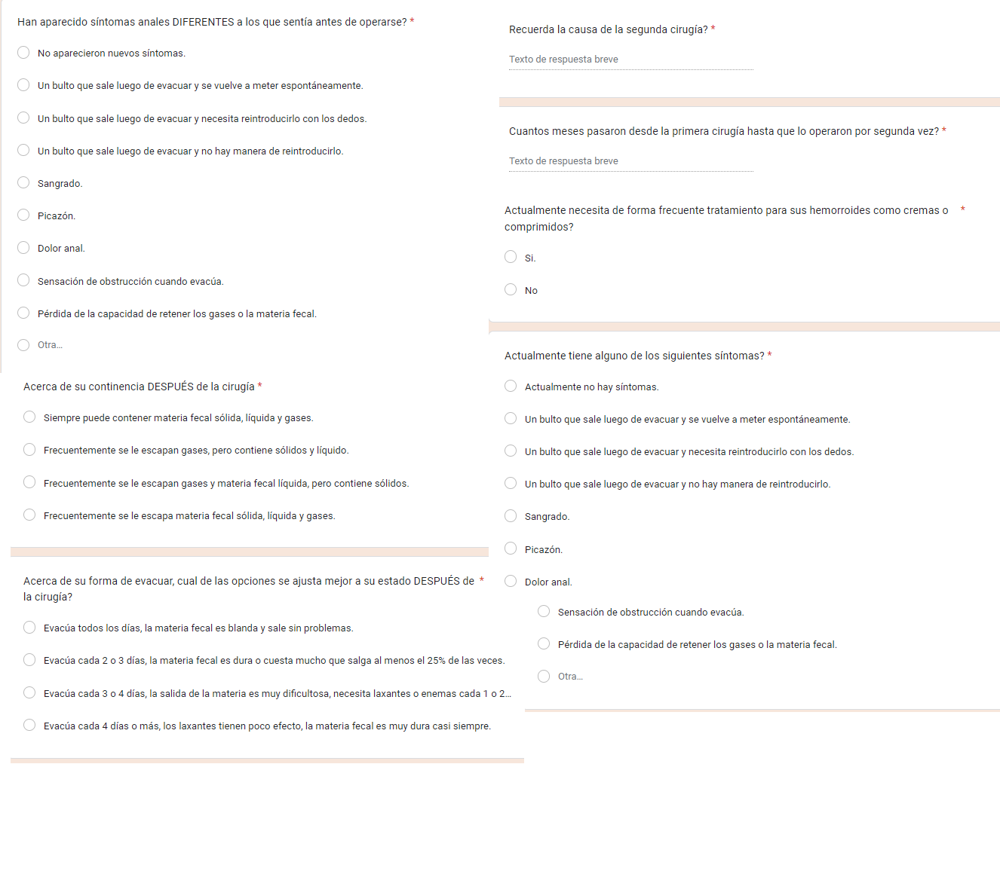 Han aparecido síntomas anales DIFERENTES a los que sentía antes de operarse? *
No aparecieron nuevos síntomas.
Un bulto que sale luego de evacuar y se vuelve a meter espontáneamente.
Un bulto que sale luego de evacuar y necesita reintroducirlo con los dedos.
Un bulto que sale luego de evacuar y no hay manera de reintroducirlo.
Sangrado.
Picazón.
Dolor anal.
Sensación de obstrucción cuando evacúa.
Pérdida de la capacidad de retener los gases o la materia fecal.
Otra...
Acerca de su continencia DESPUÉS de la cirugía *
Siempre puede contener materia fecal sólida, líquida y gases.
Frecuentemente se le escapan gases, pero contiene sólidos y líquido.
Frecuentemente se le escapan gases y materia fecal líquida, pero contiene sólidos.
Frecuentemente se le escapa materia fecal sólida, líquida y gases.
Acerca de su forma de evacuar, cual de las opciones se ajusta mejor a su estado DESPUÉS de *
la cirugía?
Evacúa todos los días, la materia fecal es blanda y sale sin problemas.
Evacúa cada 2 o 3 días, la materia fecal es dura o cuesta mucho que salga al menos el 25% de las veces.
Evacúa cada 3 o 4 días, la salida de la materia es muy dificultosa, necesita laxantes o enemas cada 1 o 2...
Evacúa cada 4 días o más, los laxantes tienen poco efecto, la materia fecal es muy dura casi siempre.
Recuerda la causa de la segunda cirugía? *
Texto de respuesta breve
Cuantos meses pasaron desde la primera cirugía hasta que lo operaron por segunda vez? *
Texto de respuesta breve
Actualmente necesita de forma frecuente tratamiento para sus hemorroides como cremas o *
comprimidos?
Si.
No
Actualmente tiene alguno de los siguientes síntomas? *
Actualmente no hay síntomas.
Un bulto que sale luego de evacuar y se vuelve a meter espontáneamente.
Un bulto que sale luego de evacuar y necesita reintroducirlo con los dedos.
Un bulto que sale luego de evacuar y no hay manera de reintroducirlo.
Sangrado.
Picazón.
Dolor anal.
Sensación de obstrucción cuando evacúa.
Pérdida de la capacidad de retener los gases o la materia fecal.
Otra...